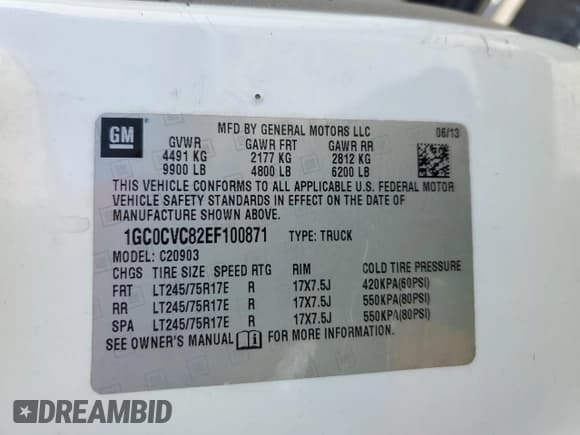 GM
MFD BY GENERAL MOTORS LLC 06/13
GVWR GAWR FRT GAWR RR
4491 KG 2177 KG 2812 KG
9900 LB 4800 LB 6200 LB
THIS VEHICLE CONFORMS TO ALL APPLICABLE U.S. FEDERAL MOTOR
VEHICLE SAFETY STANDARDS IN EFFECT ON THE DATE OF
MANUFACTURE SHOWN ABOVE.
1GC0CVC82EF100871 TYPE: TRUCK
MODEL: C20903
CHGS TIRE SIZE SPEED RTG RIM COLD TIRE PRESSURE
FRT LT245/75R17E R 17X7.5J 420KPA(60PSI)
RR LT245/75R17E R 17X7.5J 550KPA(80PSI)
SPA LT245/75R17E R 17X7.5J 550KPA(80PSI)
SEE OWNER'S MANUAL FOR MORE INFORMATION.
DREAMBID